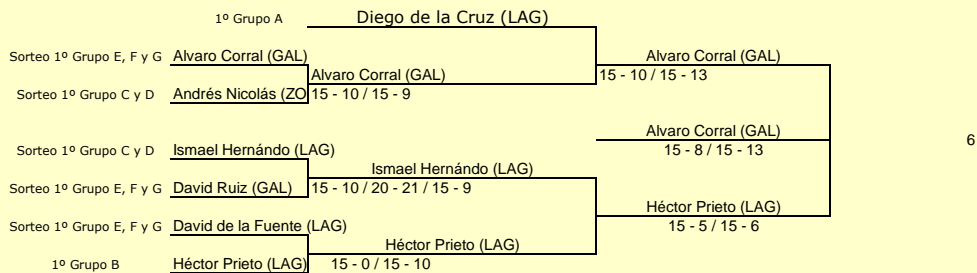 1º Grupo A Diego de la Cruz (LAG)
Sorteo 1º Grupo E, F y G Alvaro Corral (GAL) Alvaro Corral (GAL)
Alvaro Corral (GAL) 15 - 10 / 15 - 13
Sorteo 1º Grupo C y D Andrés Nicolás (ZO 15 - 10 / 15 - 9
Alvaro Corral (GAL)
Sorteo 1º Grupo C y D Ismael Hernándo (LAG) 15 - 8 / 15 - 13 6
Ismael Hernándo (LAG)
Sorteo 1º Grupo E, F y G David Ruiz (GAL) 15 - 10 / 20 - 21 / 15 - 9
Héctor Prieto (LAG)
Sorteo 1º Grupo E, F y G David de la Fuente (LAG) 15 - 5 / 15 - 6
Héctor Prieto (LAG)
1º Grupo B Héctor Prieto (LAG) 15 - 0 / 15 - 10